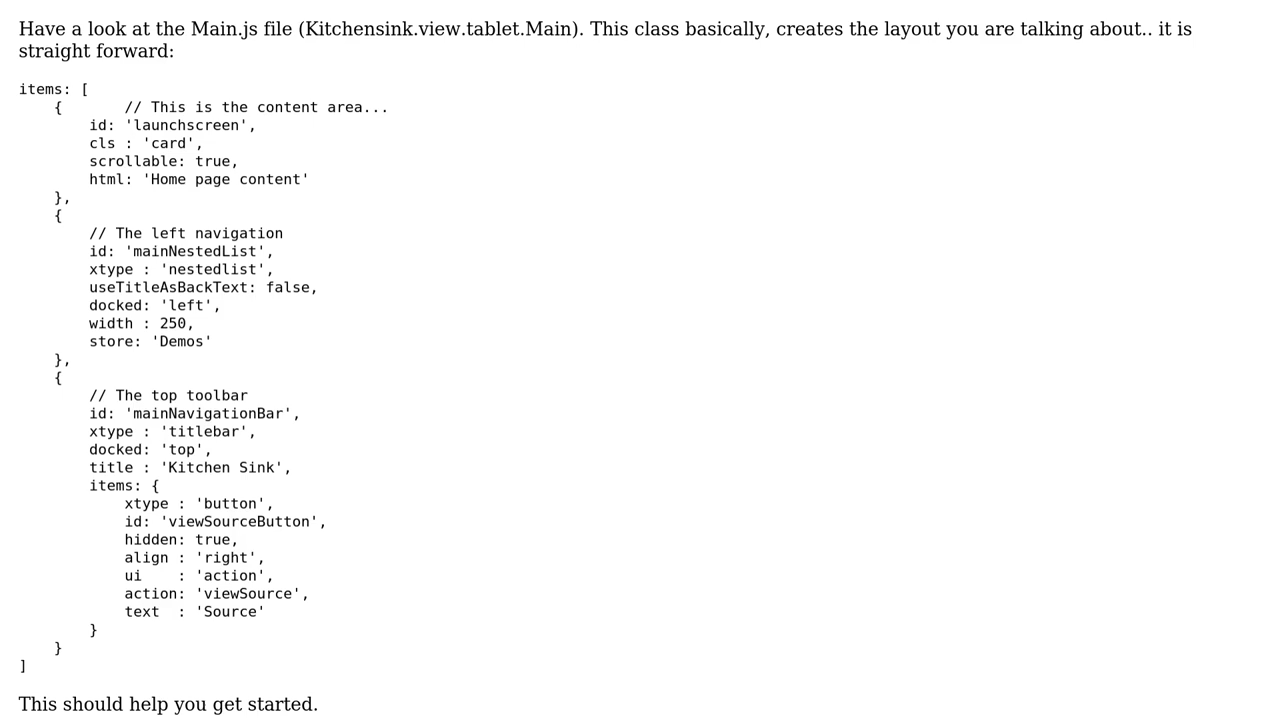 Have a look at the Main.js file (Kitchensink.view.tablet.Main). This class basically, creates the layout you are talking about.. it is
straight forward:
items: [
    {       // This is the content area...
        id: 'launchscreen',
        cls : 'card',
        scrollable: true,
        html: 'Home page content'
    },
    {
        // The left navigation
        id: 'mainNestedList',
        xtype : 'nestedlist',
        useTitleAsBackText: false,
        docked: 'left',
        width : 250,
        store: 'Demos'
    },
    {
        // The top toolbar
        id: 'mainNavigationBar',
        xtype : 'titlebar',
        docked: 'top',
        title : 'Kitchen Sink',
        items: {
            xtype : 'button',
            id: 'viewSourceButton',
            hidden: true,
            align : 'right',
            ui    : 'action',
            action: 'viewSource',
            text  : 'Source'
        }
    }
]
This should help you get started.